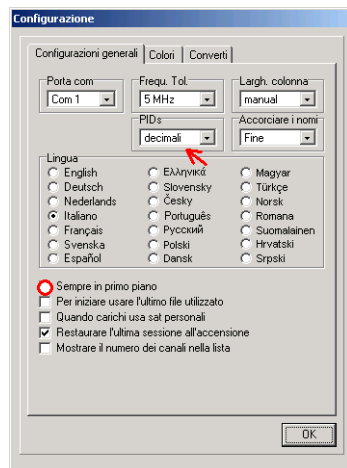 Configurazione
Configurazioni generali Colori Converti
Porta com Frequ. Tol. Largh. colonna
Com 1 5 MHz manual
PIDs Accorciare i nomi
decimali Fine
Lingua
English Ελληνικά Magyar
Deutsch Slovensky Türkçe
Nederlands Česky Norsk
Italiano Português Romana
Français Русский Suomalainen
Svenska Polski Hrvatski
Español Dansk Srpski
Sempre in primo piano
Per iniziare usare l'ultimo file utilizzato
Quando carichi usa sat personali
Restaurare l'ultima sessione all'accensione
Mostrare il numero dei canali nella lista
OK